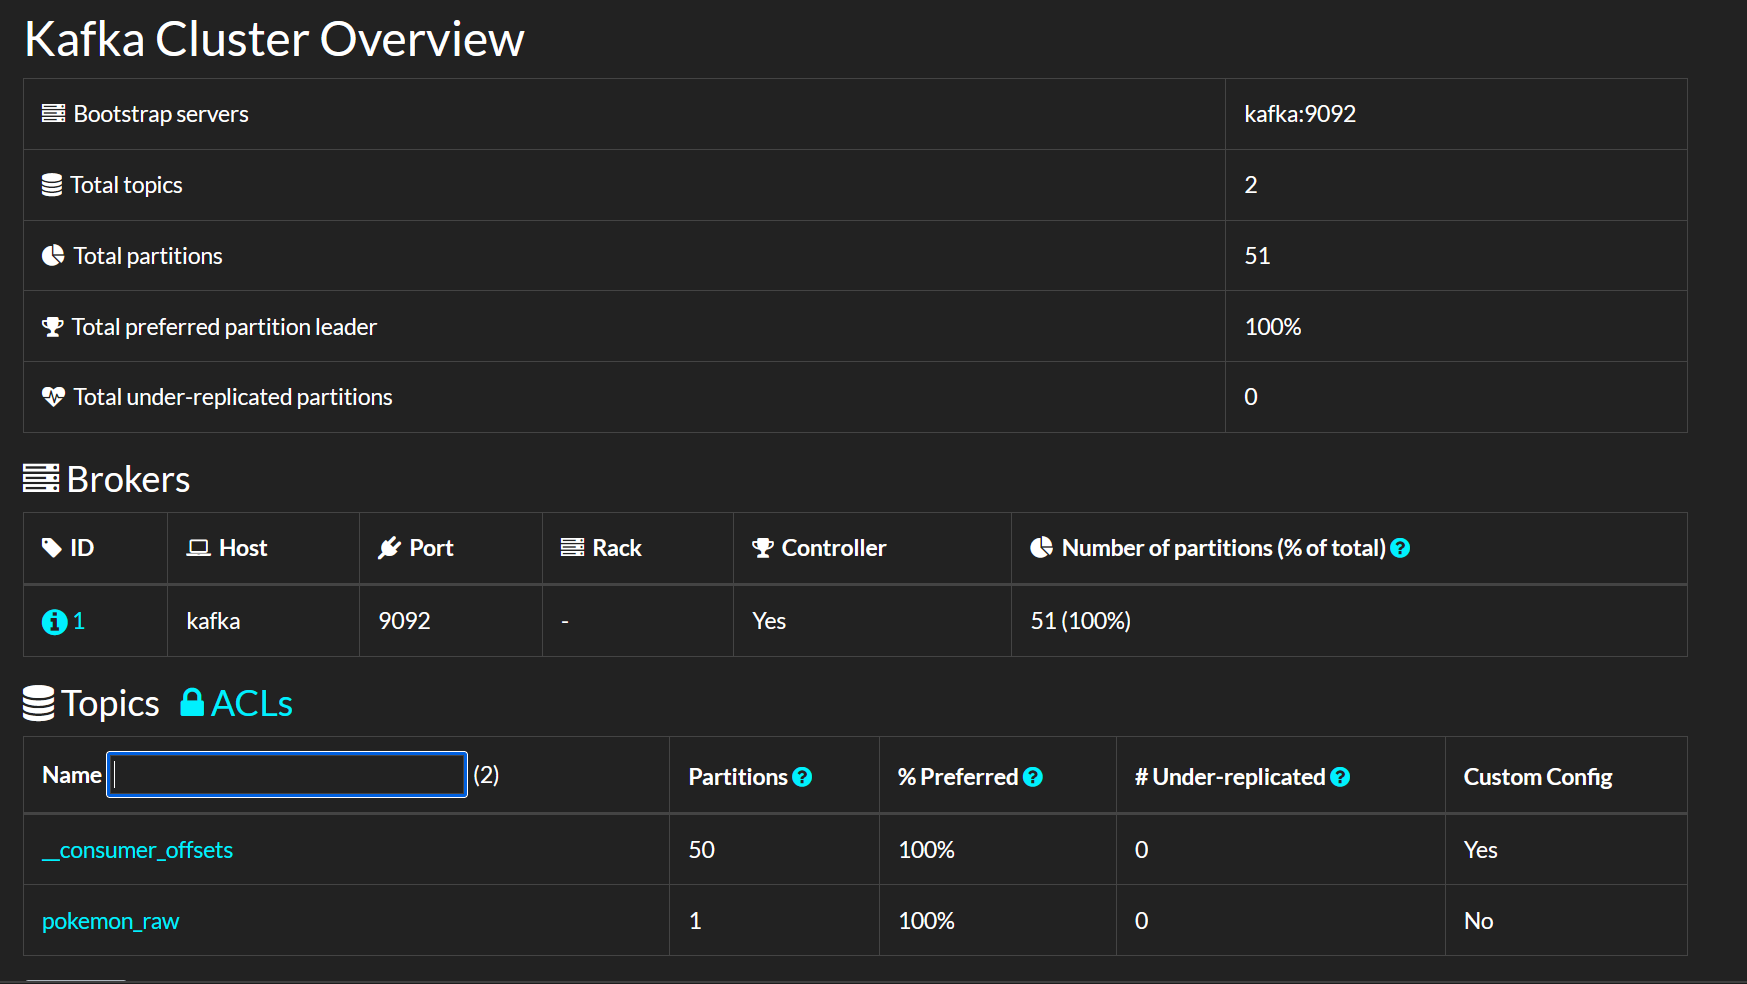 Kafka Cluster Overview
Bootstrap servers kafka:9092
Total topics 2
Total partitions 51
Total preferred partition leader 100%
Total under-replicated partitions 0
Brokers
ID Host Port Rack Controller Number of partitions (% of total) ?
1 kafka 9092 - Yes 51 (100%)
Topics ACLs
Name (2) Partitions ? % Preferred ? # Under-replicated ? Custom Config
__consumer_offsets 50 100% 0 Yes
pokemon_raw 1 100% 0 No